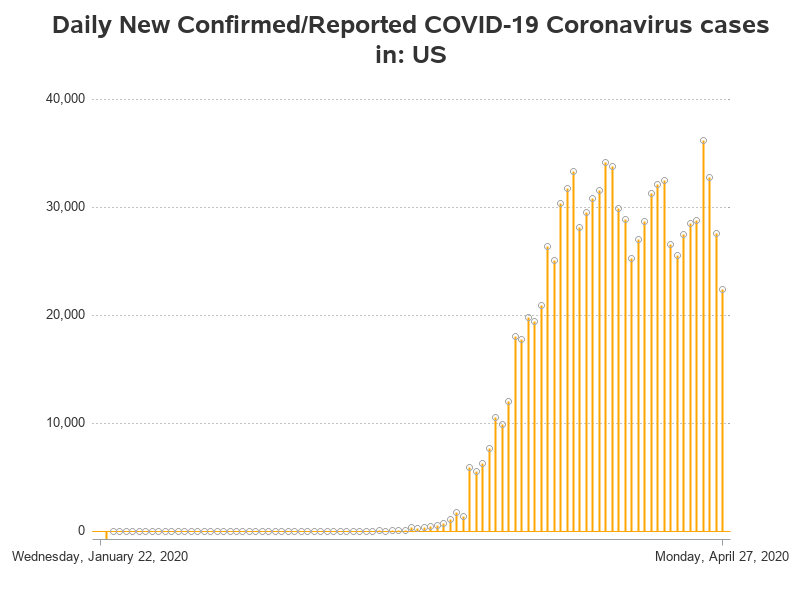 Daily New Confirmed/Reported COVID-19 Coronavirus cases
in: US
40,000
30,000
20,000
10,000
0
Wednesday, January 22, 2020
Monday, April 27, 2020